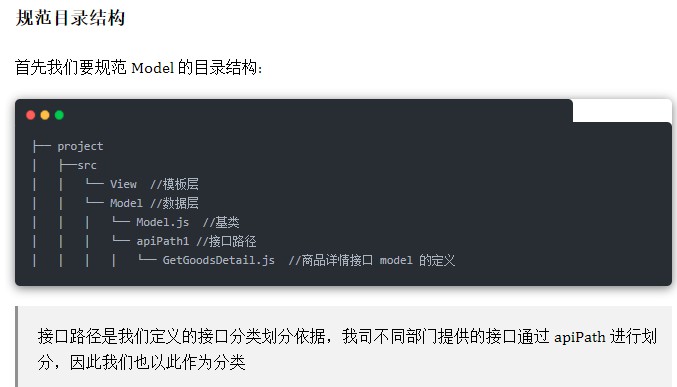 规范目录结构
首先我们要规范 Model 的目录结构:
├── project
│   ├──src
│   │   └── View  //模板层
│   │   └── Model //数据层
│   │   │   └── Model.js  //基类
│   │   └── apiPath1 //接口路径
│   │   │   │   └── GetGoodsDetail.js  //商品详情接口 model 的定义
接口路径是我们定义的接口分类划分依据，我司不同部门提供的接口通过 apiPath 进行划
分，因此我们也以此作为分类